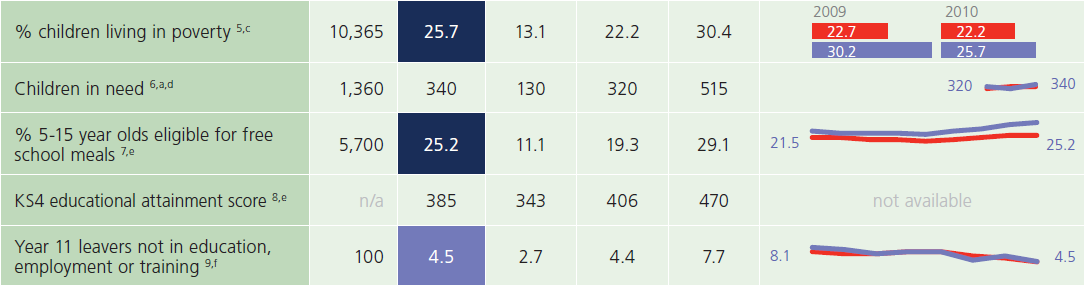 2009 2010
% children living in poverty 5,c 10,365 25.7 13.1 22.2 30.4 22.7 22.2
30.2 25.7
Children in need 6,a,d 1,360 340 130 320 515 320 340
% 5-15 year olds eligible for free
school meals 7,e 5,700 25.2 11.1 19.3 29.1 21.5 25.2
KS4 educational attainment score 8,e n/a 385 343 406 470 not available
Year 11 leavers not in education,
employment or training 9,f 100 4.5 2.7 4.4 7.7 8.1 4.5